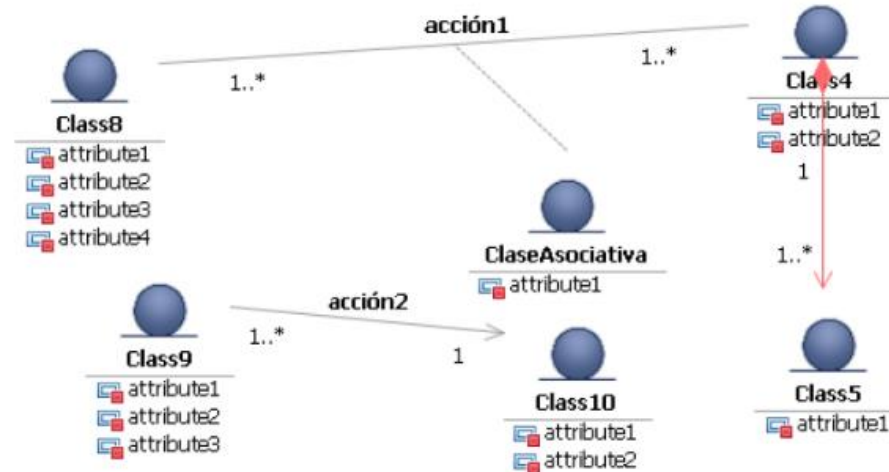 acción1
1..*
1..*
Class8
attribute1
attribute2
attribute3
attribute4
Class4
attribute1
attribute2
1
1..*
ClaseAsociativa
attribute1
acción2
1..*
1
Class9
attribute1
attribute2
attribute3
Class10
attribute1
attribute2
Class5
attribute1